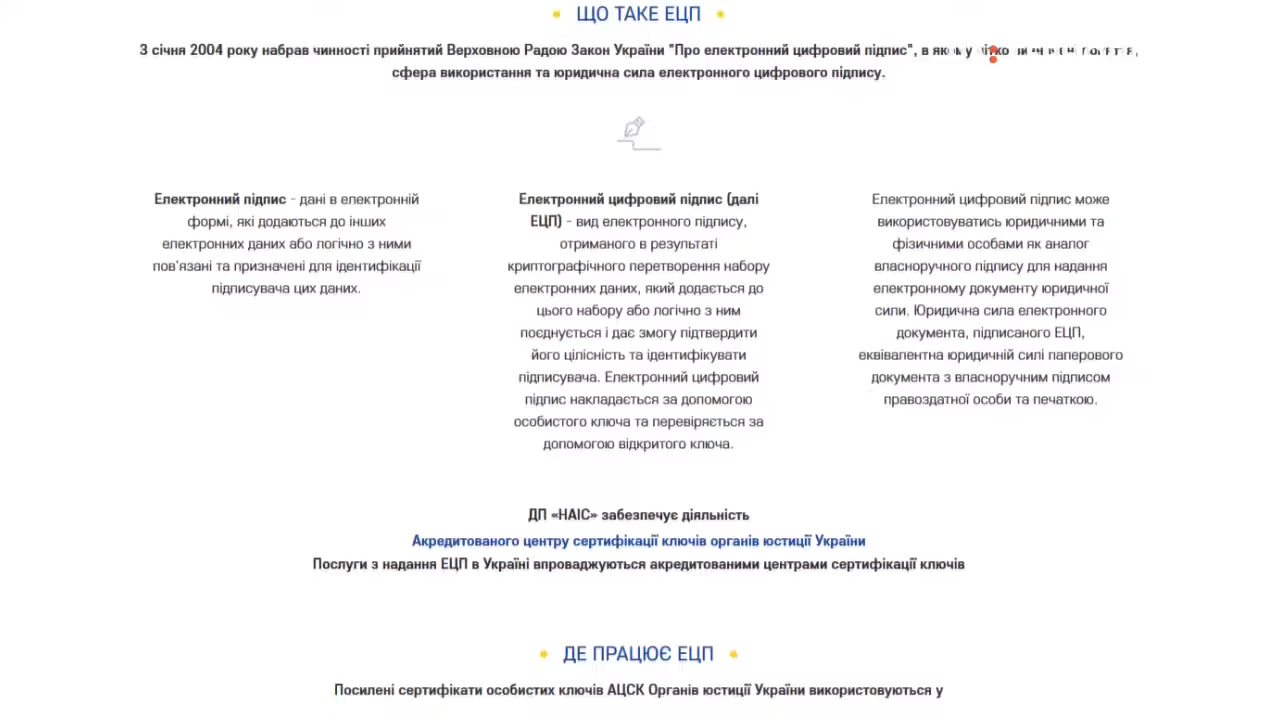 ЩО ТАКЕ ЕЦП
З січня 2004 року набрав чинності прийнятий Верховною Радою Закон України "Про електронний цифровий підпис", в якому чітко
сфера використання та юридична сила електронного цифрового підпису.
Електронний підпис - дані в електронній
формі, які додаються до інших
електронних даних або логічно з ними
пов'язані та призначені для ідентифікації
підписувача цих даних.
Електронний цифровий підпис (далі
ЕЦП) - вид електронного підпису,
отриманого в результаті
криптографічного перетворення набору
електронних даних, який додається до
цього набору або логічно з ним
поєднується і дає змогу підтвердити
його цілісність та ідентифікувати
підписувача. Електронний цифровий
підпис накладається за допомогою
особистого ключа та перевіряється за
допомогою відкритого ключа.
Електронний цифровий підпис може
використовуватись юридичними та
фізичними особами як аналог
власноручного підпису для надання
електронному документу юридичної
сили. Юридична сила електронного
документа, підписаного ЕЦП,
еквівалентна юридичній силі паперового
документа з власноручним підписом
правоздатної особи та печаткою.
ДП «НАІС» забезпечує діяльність
Акредитованого центру сертифікації ключів органів юстиції України
Послуги з надання ЕЦП в Україні впроваджуються акредитованими центрами сертифікації ключів
ДЕ ПРАЦЮЄ ЕЦП
Посилені сертифікати особистих ключів АЦСК Органів юстиції України використовуються у